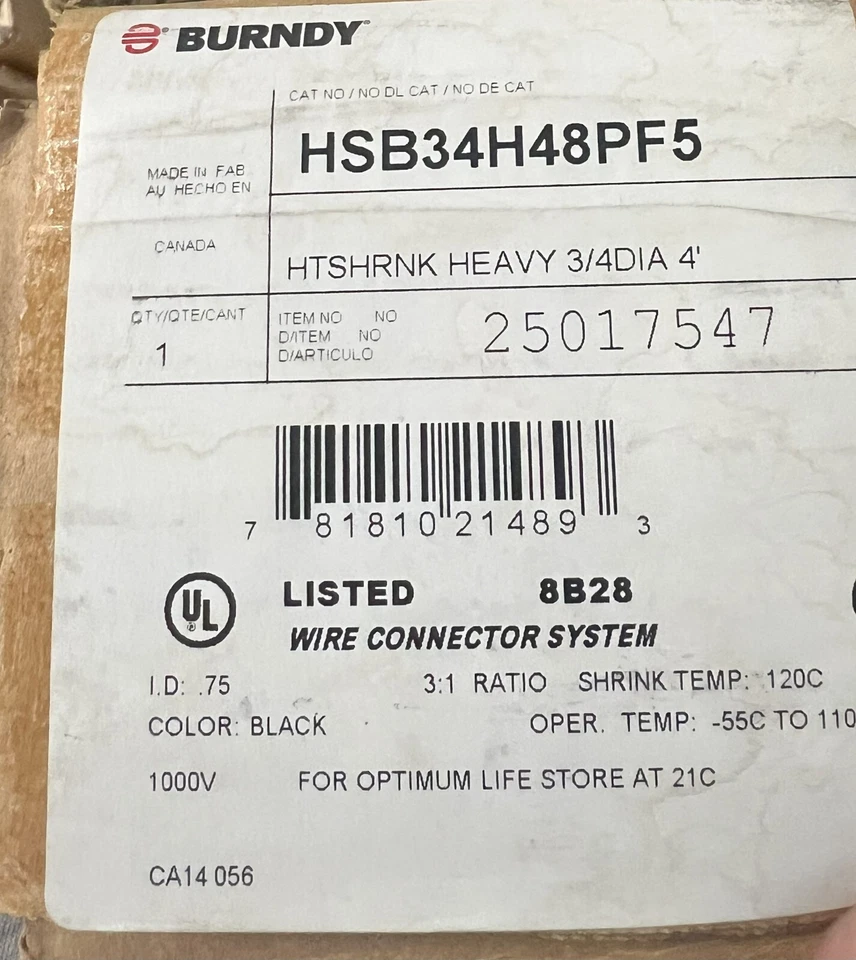 BURNDY
CAT NO / NO DL CAT / NO DE CAT
HSB34H48PF5
MADE IN FAB
AU HECHO EN
CANADA
HTSHRNK HEAVY 3/4DIA 4'
QTY/QTE/CANT
1
ITEM NO NO
D/ITEM NO
D/ARTICULO
25017547
7 81810 21489 3
UL
LISTED 8B28
WIRE CONNECTOR SYSTEM
I.D: .75 3:1 RATIO SHRINK TEMP: 120C
COLOR: BLACK OPER. TEMP: -55C TO 110
1000V FOR OPTIMUM LIFE STORE AT 21C
CA14 056